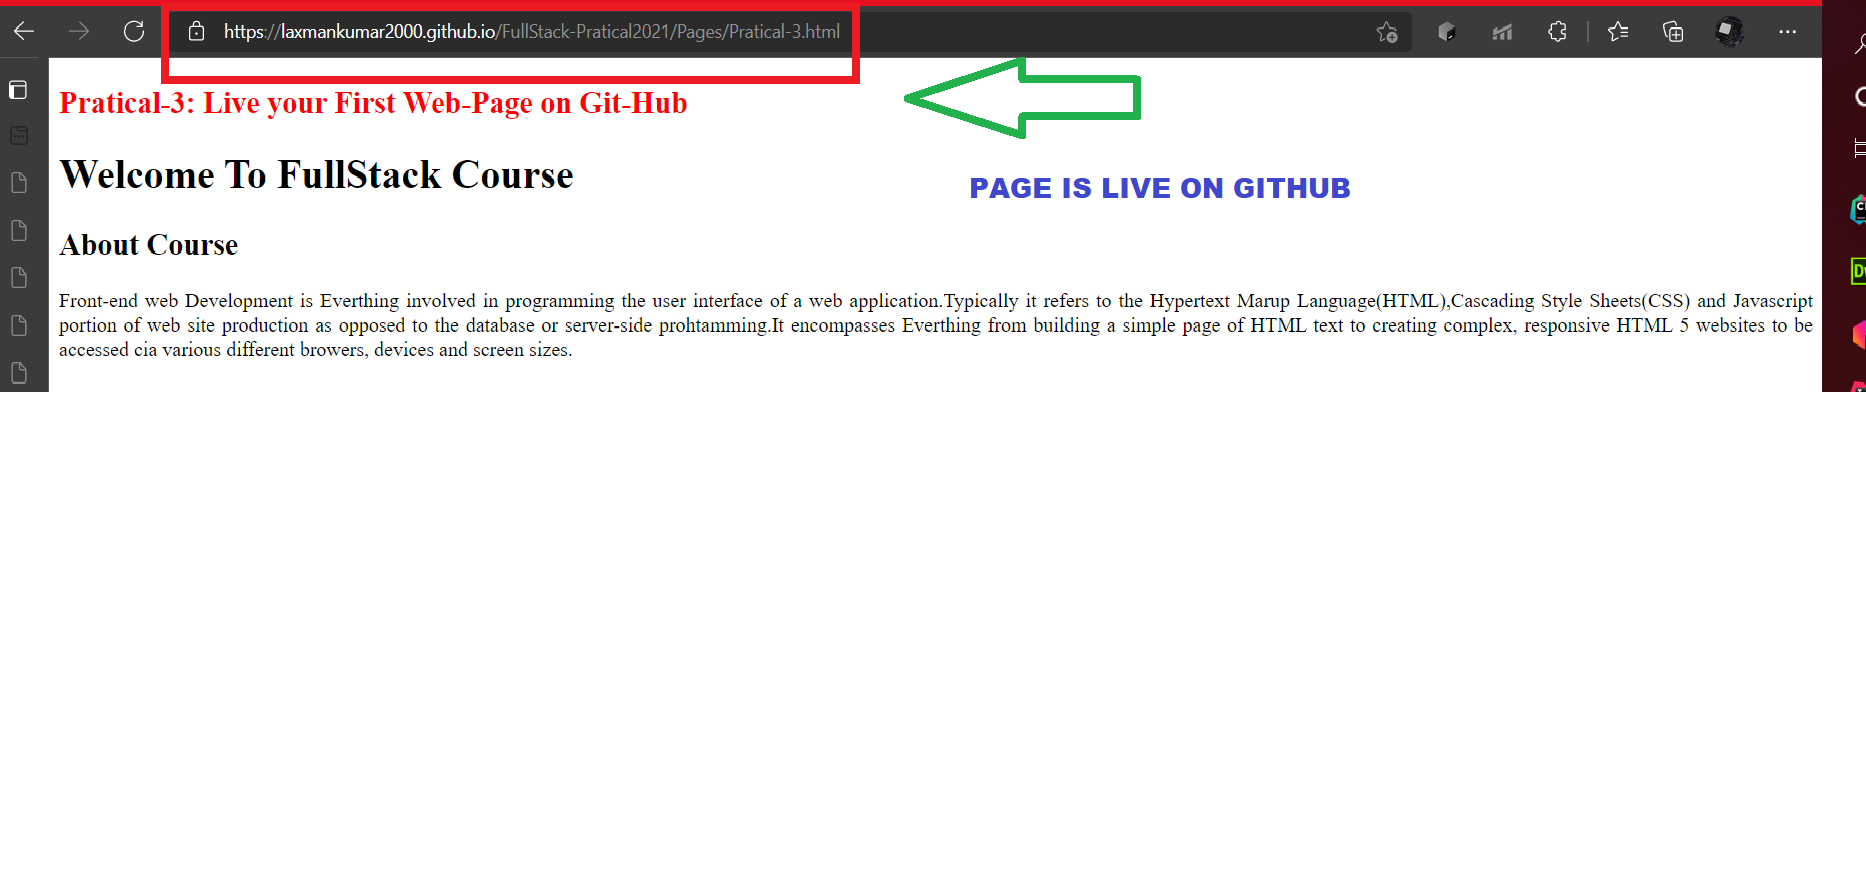 https://laxmankumar2000.github.io/FullStack-Pratical2021/Pages/Pratical-3.html
Pratical-3: Live your First Web-Page on Git-Hub
Welcome To FullStack Course
PAGE IS LIVE ON GITHUB
About Course
Front-end web Development is Everthing involved in programming the user interface of a web application.Typically it refers to the Hypertext Marup Language(HTML),Cascading Style Sheets(CSS) and Javascript
portion of web site production as opposed to the database or server-side prohtamming.It encompasses Everthing from building a simple page of HTML text to creating complex, responsive HTML 5 websites to be
accessed cia various different browers, devices and screen sizes.